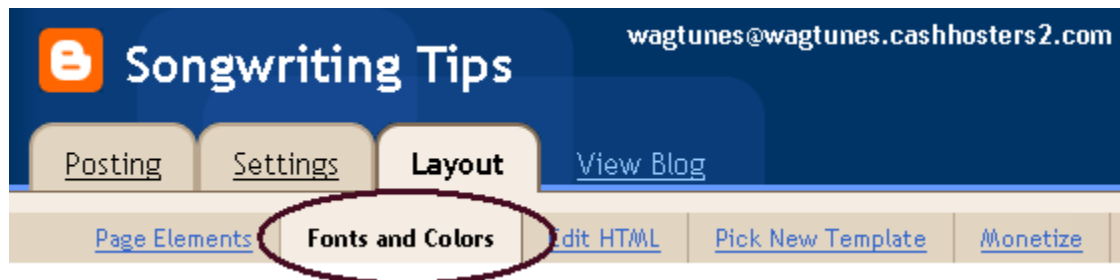 wagtunes@wagtunes.cashhosters2.com
Songwriting Tips
Posting Settings Layout View Blog
Page Elements Fonts and Colors Edit HTML Pick New Template Monetize